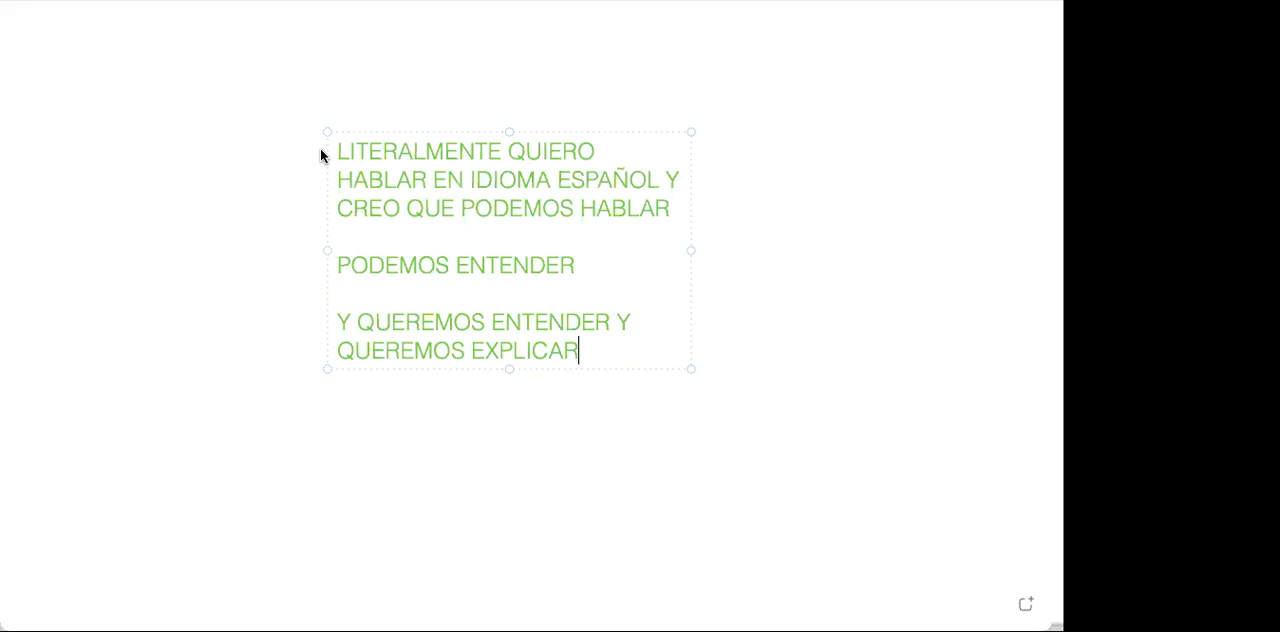 LITERALMENTE QUIERO
HABLAR EN IDIOMA ESPAÑOL Y
CREO QUE PODEMOS HABLAR
PODEMOS ENTENDER
Y QUEREMOS ENTENDER Y
QUEREMOS EXPLICAR